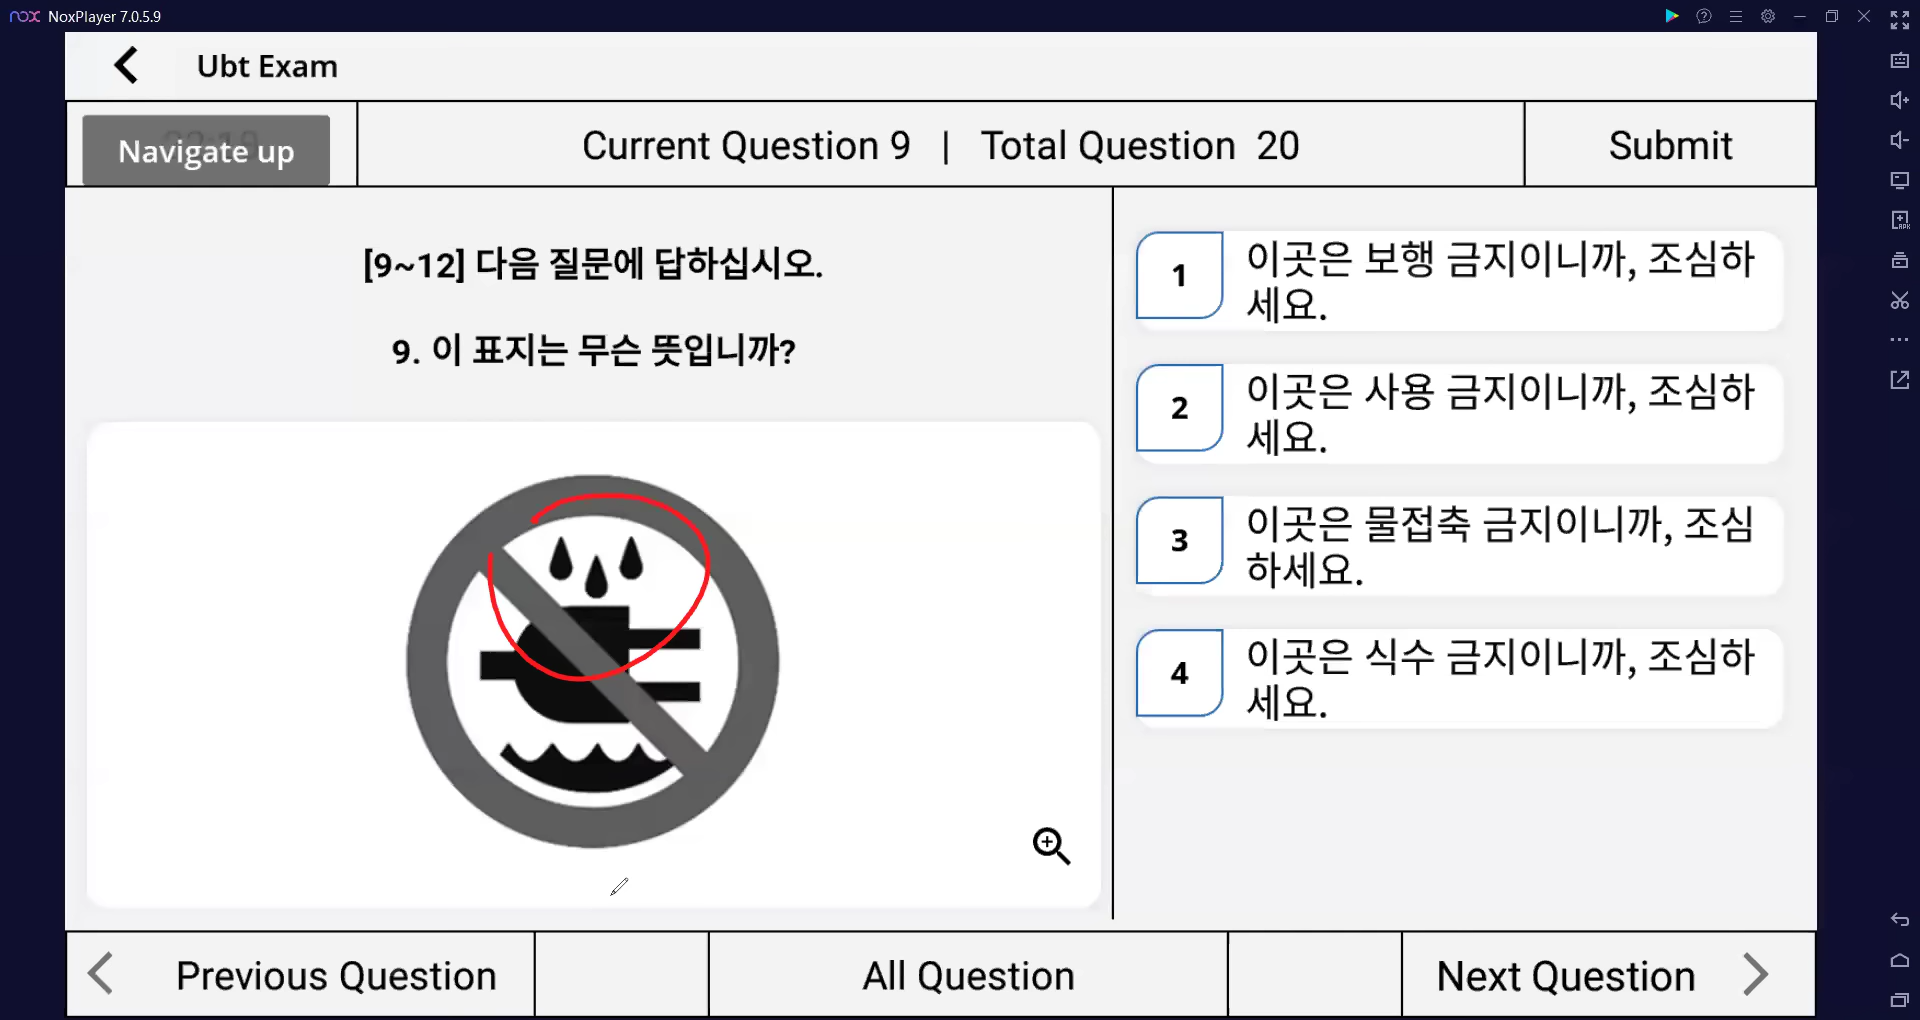 nox NoxPlayer 7.0.5.9
Ubt Exam
Navigate up
Current Question 9 | Total Question 20
Submit
[9~12] 다음 질문에 답하십시오.
9. 이 표지는 무슨 뜻입니까?
1 이곳은 보행 금지이니까, 조심하
세요.
2 이곳은 사용 금지이니까, 조심하
세요.
3 이곳은 물접축 금지이니까, 조심
하세요.
4 이곳은 식수 금지이니까, 조심하
세요.
Previous Question
All Question
Next Question